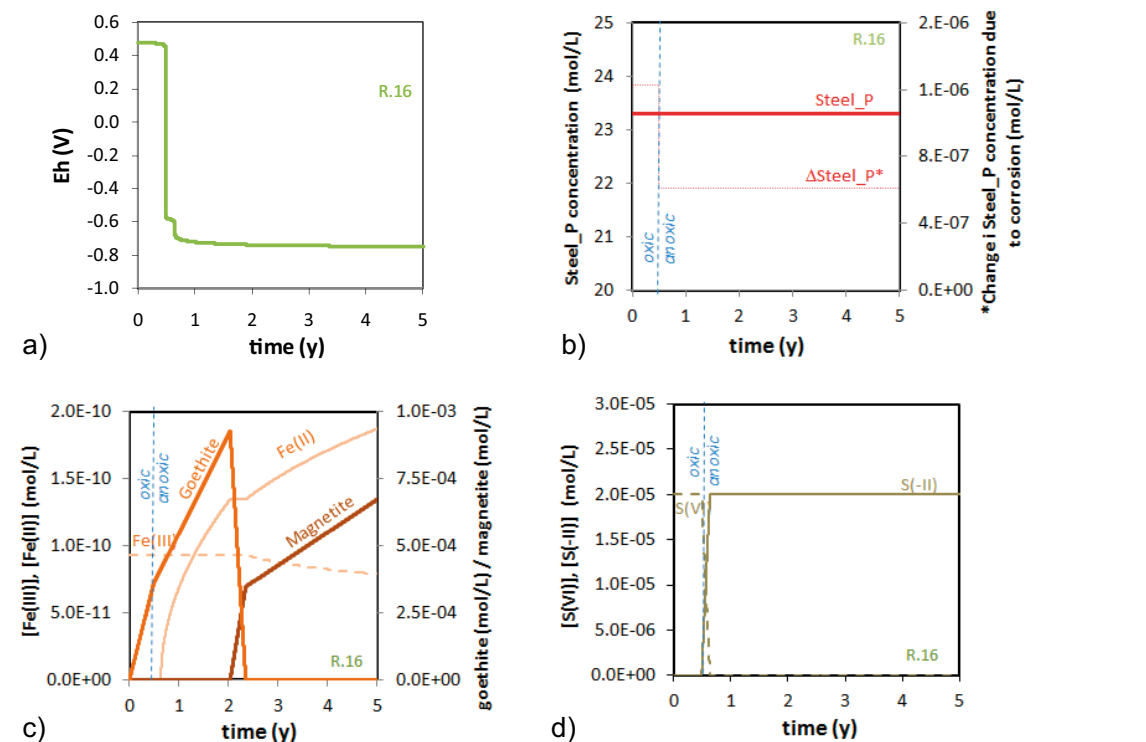 0.6
0.4
0.2
0.0
-0.2
-0.4
-0.6
-0.8
-1.0
Eh (V)
R.16
0 1 2 3 4 5
time (y)
a)
25
24
23
22
21
20
Steel_P concentration (mol/L)
R.16
Steel_P
ΔSteel_P*
oxic
anoxic
2.E-06
1.E-06
8.E-07
4.E-07
0.E+00
*Change i Steel_P concentration due
to corrosion (mol/L)
0 1 2 3 4 5
time (y)
b)
2.0E-10
1.5E-10
1.0E-10
5.0E-11
0.0E+00
[Fe(III)], [Fe(II)] (mol/L)
oxic
anoxic
Goethite
Fe(II)
Fe(III)
Magnetite
R.16
1.0E-03
7.5E-04
5.0E-04
2.5E-04
0.0E+00
goethite (mol/L) / magnetite (mol/L)
0 1 2 3 4 5
time (y)
c)
3.0E-05
2.5E-05
2.0E-05
1.5E-05
1.0E-05
5.0E-06
0.0E+00
[S(VI)], [S(-II)] (mol/L)
oxic
anoxic
S(V
S(-II)
R.16
0 1 2 3 4 5
time (y)
d)